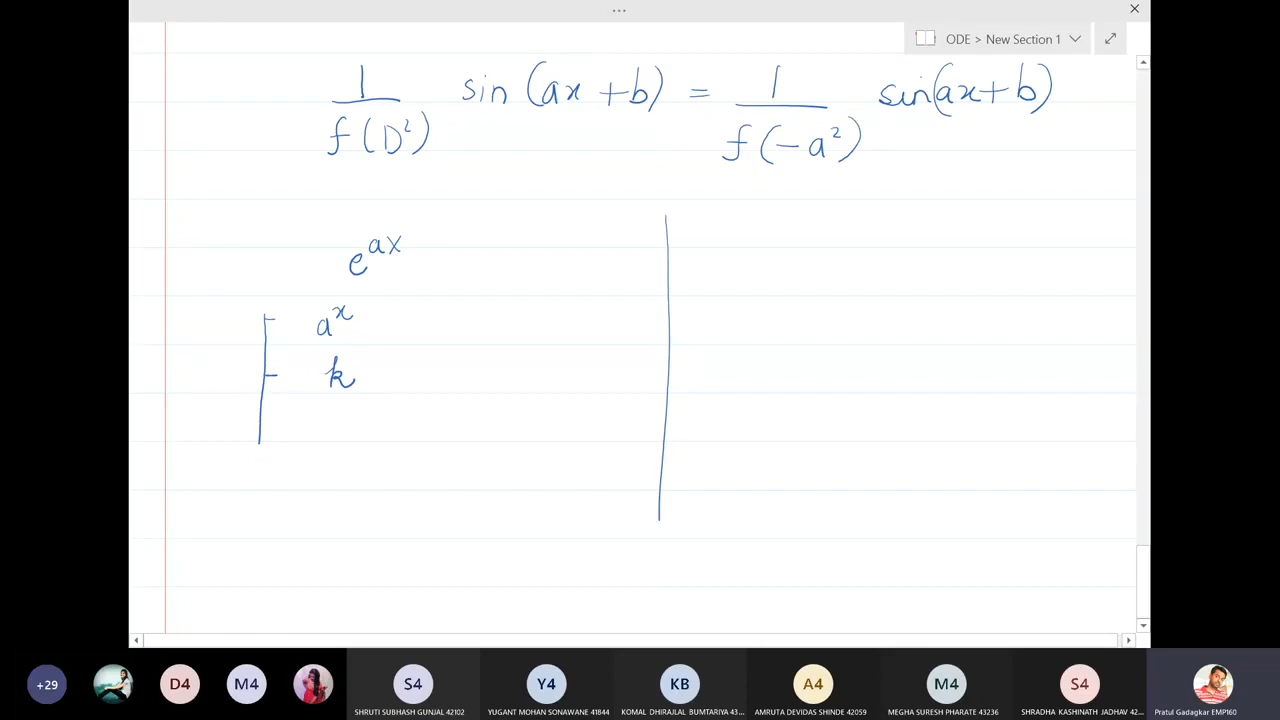 ...
ODE > New Section 1
1/f(D²) sin(ax+b) = 1/f(-a²) sin(ax+b)
e^{ax}
a^x
k
+29
D4
M4
S4
Y4
KB
A4
M4
S4
SHRUTI SUBHASH GUNJAL 42102
YUGANT MOHAN SONAWANE 41844
KOMAL DHIRAJLAL BUMTARIYA 43...
AMRUTA DEVIDAS SHINDE 42059
MEGHA SURESH PHARATE 43236
SHRADHA KASHINATH JADHAV 42...
Pratul Gadagkar EMP160